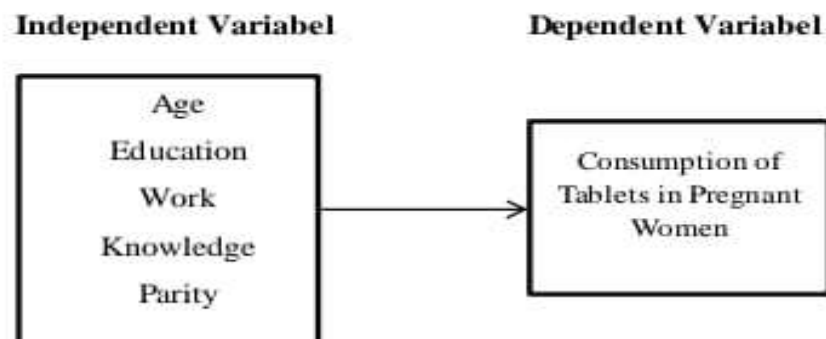 Independent Variabel
Dependent Variabel
Age
Education
Work
Knowledge
Parity
Consumption of
Tablets in Pregnant
Women